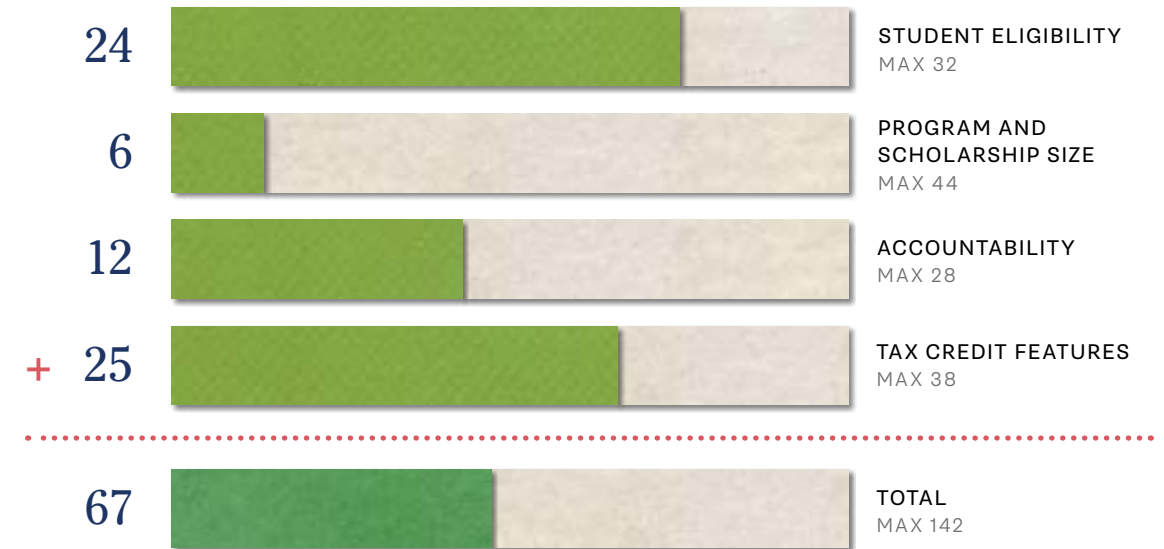 24
STUDENT ELIGIBILITY
MAX 32
6
PROGRAM AND
SCHOLARSHIP SIZE
MAX 44
12
ACCOUNTABILITY
MAX 28
+ 25
TAX CREDIT FEATURES
MAX 38
67
TOTAL
MAX 142